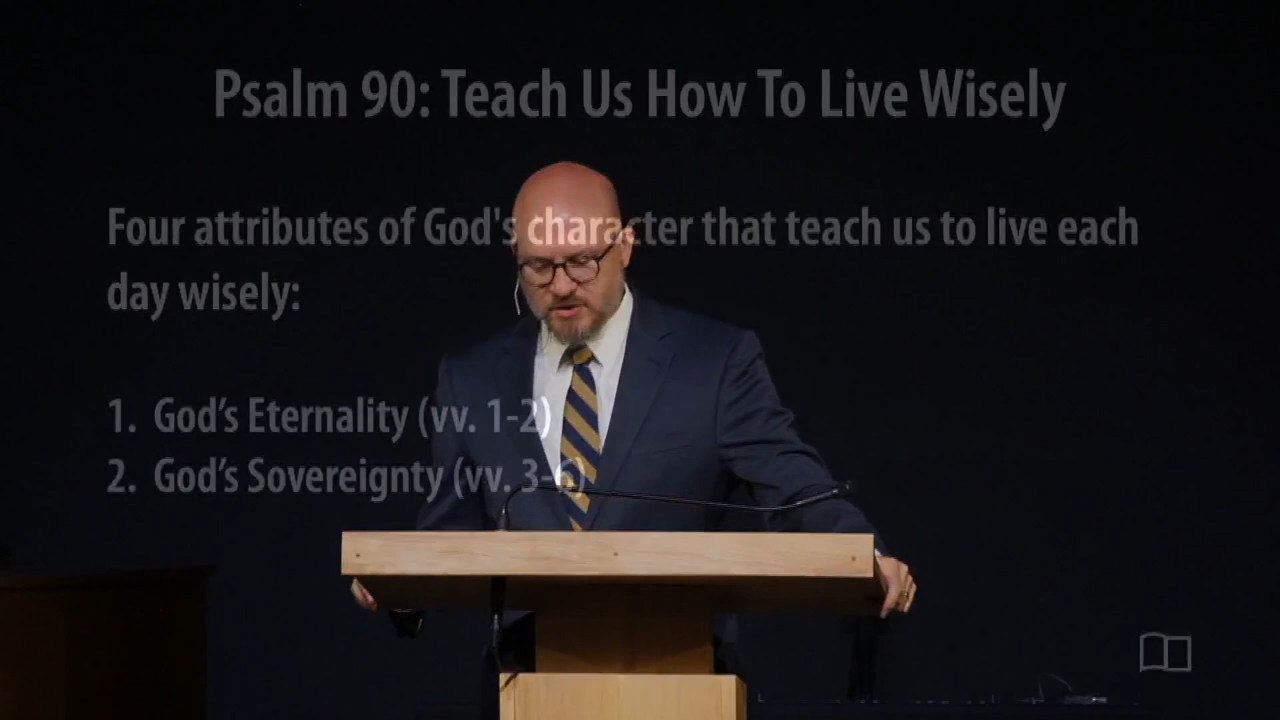 Psalm 90: Teach Us How To Live Wisely
Four attributes of God's character that teach us to live each
day wisely:
1. God’s Eternality (vv. 1-2)
2. God’s Sovereignty (vv. 3-6)